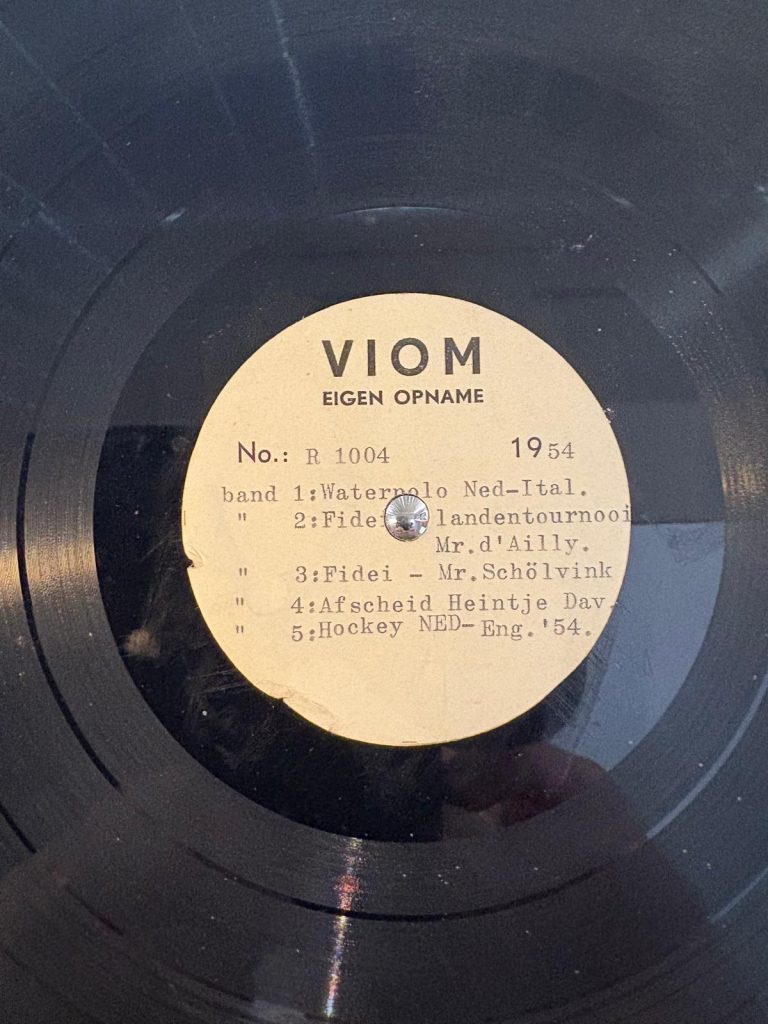 VIOM
EIGEN OPNAME
No.: R 1004 1954
band 1:Waterpolo Ned-Ital.
" 2:Fidei landentournooi
Mr.d'Ailly.
" 3:Fidei - Mr.Schölvink
" 4:Afscheid Heintje Dav.
" 5:Hockey NED-Eng.'54.